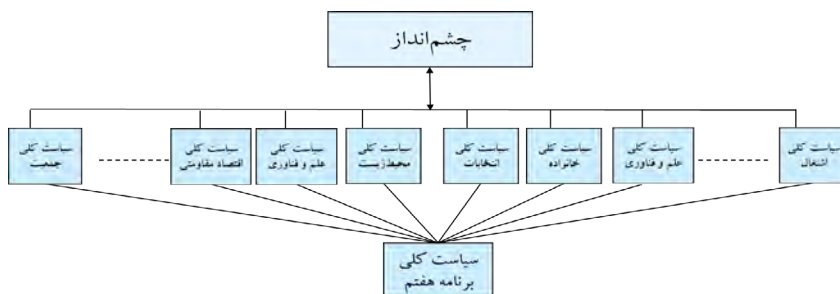 چشم‌انداز
سیاست کلی
اشتغال
سیاست کلی
علم و فناوری
سیاست کلی
خانواده
سیاست کلی
انتخابات
سیاست کلی
محیط‌زیست
سیاست کلی
علم و فناوری
سیاست کلی
اقتصاد مقاومتی
سیاست کلی
جمعیت
سیاست کلی
برنامه هفتم